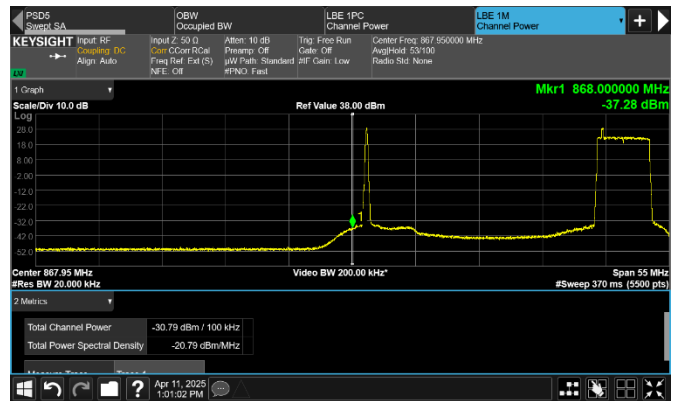 PSD5
Swept SA
OBW
Occupied BW
LBE 1PC
Channel Power
LBE 1M
Channel Power
KEYSIGHT
Input: RF
Coupling: DC
Align: Auto
LXI
Input Z: 50 Ω
Corr CCorr RCal
Freq Ref: Ext (S)
NFE: Off
Atten: 10 dB
Preamp: Off
µW Path: Standard
#PNO: Fast
Trig: Free Run
Gate: Off
#IF Gain: Low
Center Freq: 867.950000 MHz
Avg|Hold: 53/100
Radio Std: None
1 Graph
Mkr1 868.000000 MHz
Scale/Div 10.0 dB
Ref Value 38.00 dBm
-37.28 dBm
Log
28.0
18.0
8.00
-2.00
-12.0
-22.0
-32.0
-42.0
-52.0
1
Center 867.95 MHz
Video BW 200.00 kHz*
Span 55 MHz
#Res BW 20.000 kHz
#Sweep 370 ms (5500 pts)
2 Metrics
Total Channel Power -30.79 dBm / 100 kHz
Total Power Spectral Density -20.79 dBm/MHz
?
Apr 11, 2025
1:01:02 PM